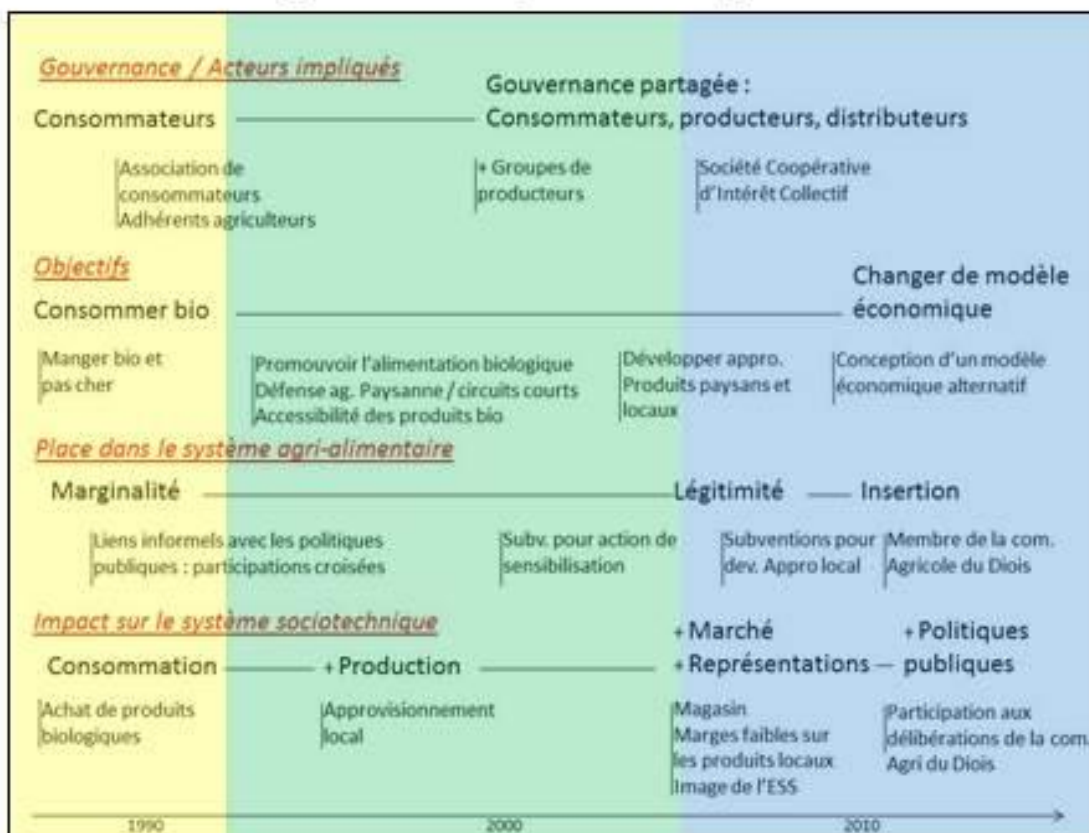 Gouvernance / Acteurs impliqués
Gouvernance partagée :
Consommateurs
Consommateurs, producteurs, distributeurs
Association de
consommateurs
Adhérents agriculteurs
+ Groupes de
producteurs
Société Coopérative
d'Intérêt Collectif
Objectifs
Consommer bio
Changer de modèle
économique
Manger bio et
pas cher
Promouvoir l'alimentation biologique
Défense ag. Paysanne / circuits courts
Accessibilité des produits bio
Développer appro.
Produits paysans et
locaux
Conception d'un modèle
économique alternatif
Place dans le système agri-alimentaire
Marginalité
Légitimité
Insertion
Liens informels avec les politiques
publiques : participations croisées
Subv. pour action de
sensibilisation
Subventions pour
dev. Appro local
Membre de la com.
Agricole du Diois
Impact sur le système sociotechnique
Consommation
+ Production
+ Marché
+ Représentations
+ Politiques
publiques
Achat de produits
biologiques
Approvisionnement
local
Magasin
Marges faibles sur
les produits locaux
Image de l'ESS
Participation aux
délibérations de la com.
Agri du Diois
1990
2000
2010